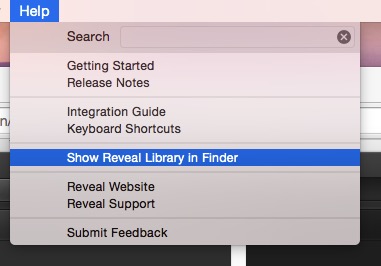 Help
Search
Getting Started
Release Notes
Integration Guide
Keyboard Shortcuts
Show Reveal Library in Finder
Reveal Website
Reveal Support
Submit Feedback